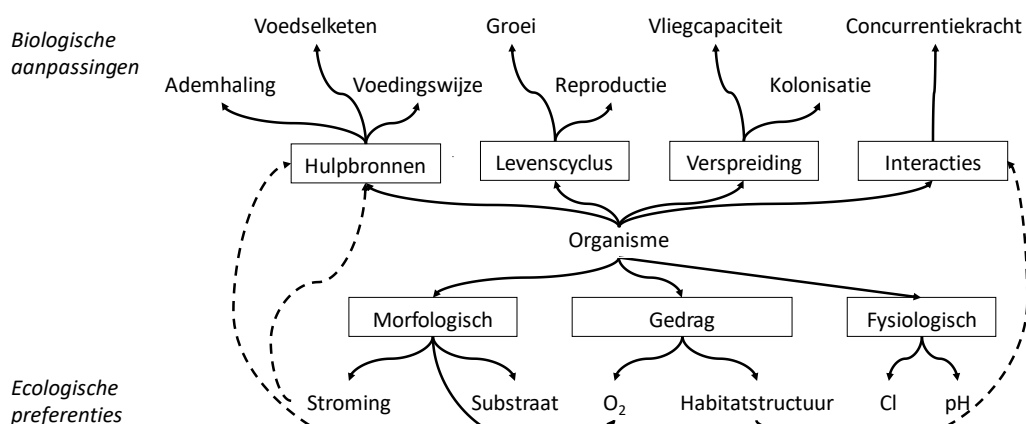 Biologische
aanpassingen
Voedselketen
Groei
Vliegcapaciteit
Concurrentiekracht
Ademhaling
Voedingswijze
Reproductie
Kolonisatie
Hulpbronnen
Levenscyclus
Verspreiding
Interacties
Organisme
Morfologisch
Gedrag
Fysiologisch
Ecologische
preferenties
Stroming
Substraat
O₂
Habitatstructuur
Cl
pH